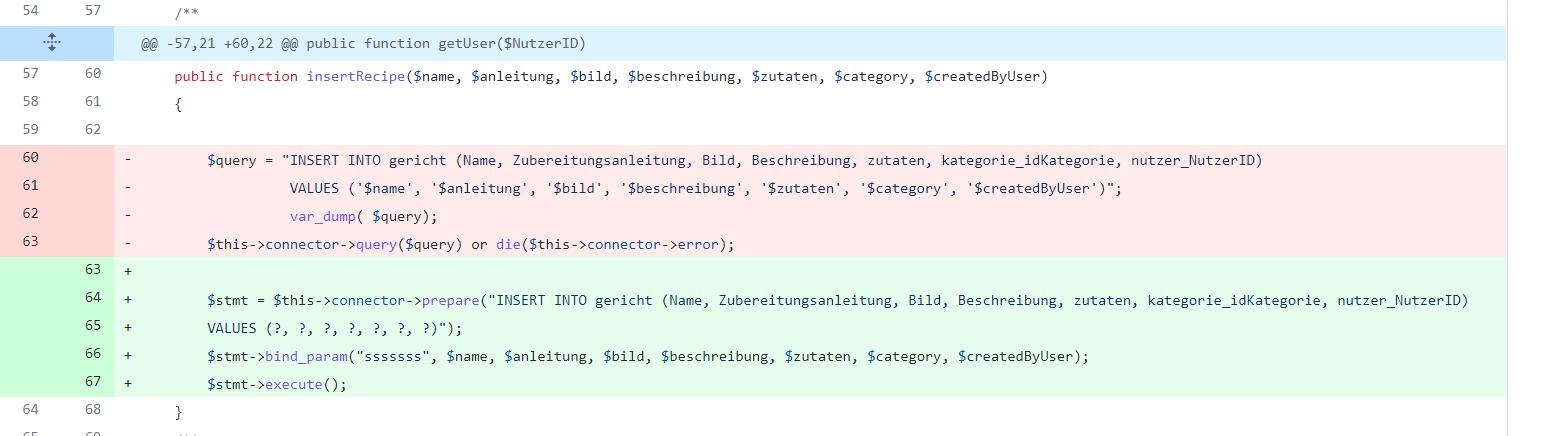 54 57 /**
@@ -57,21 +60,22 @@ public function getUser($NutzerID)
57 60 public function insertRecipe($name, $anleitung, $bild, $beschreibung, $zutaten, $category, $createdByUser)
58 61 {
59 62
60 - $query = "INSERT INTO gericht (Name, Zubereitungsanleitung, Bild, Beschreibung, zutaten, kategorie_idKategorie, nutzer_NutzerID)
61 - VALUES ('$name', '$anleitung', '$bild', '$beschreibung', '$zutaten', '$category', '$createdByUser')";
62 - var_dump( $query);
63 - $this->connector->query($query) or die($this->connector->error);
63 +
64 + $stmt = $this->connector->prepare("INSERT INTO gericht (Name, Zubereitungsanleitung, Bild, Beschreibung, zutaten, kategorie_idKategorie, nutzer_NutzerID)
65 + VALUES (?, ?, ?, ?, ?, ?, ?)");
66 + $stmt->bind_param("sssssss", $name, $anleitung, $bild, $beschreibung, $zutaten, $category, $createdByUser);
67 + $stmt->execute();
64 68 }